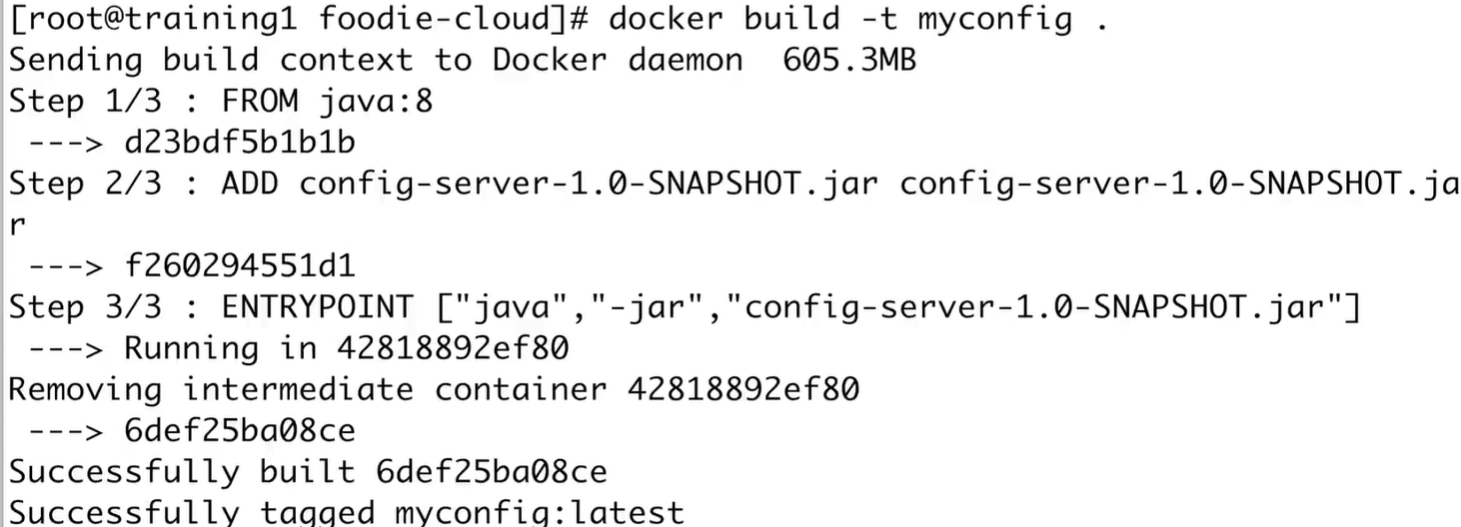 [root@training1 foodie-cloud]# docker build -t myconfig .
Sending build context to Docker daemon  605.3MB
Step 1/3 : FROM java:8
 ---> d23bdf5b1b1b
Step 2/3 : ADD config-server-1.0-SNAPSHOT.jar config-server-1.0-SNAPSHOT.ja
r
 ---> f260294551d1
Step 3/3 : ENTRYPOINT ["java","-jar","config-server-1.0-SNAPSHOT.jar"]
 ---> Running in 42818892ef80
Removing intermediate container 42818892ef80
 ---> 6def25ba08ce
Successfully built 6def25ba08ce
Successfully tagged myconfig:latest